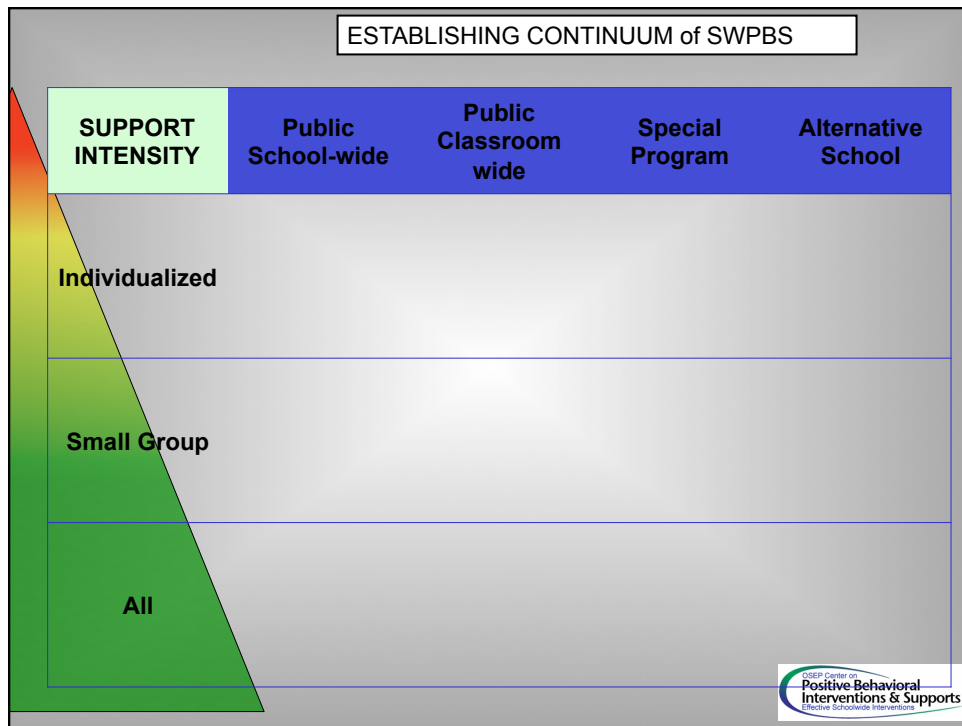 ESTABLISHING CONTINUUM of SWPBS
SUPPORT
INTENSITY
Public
School-wide
Public
Classroom
wide
Special
Program
Alternative
School
Individualized
Small Group
All
OSEP Center on
Positive Behavioral
Interventions & Supports
Effective Schoolwide Interventions